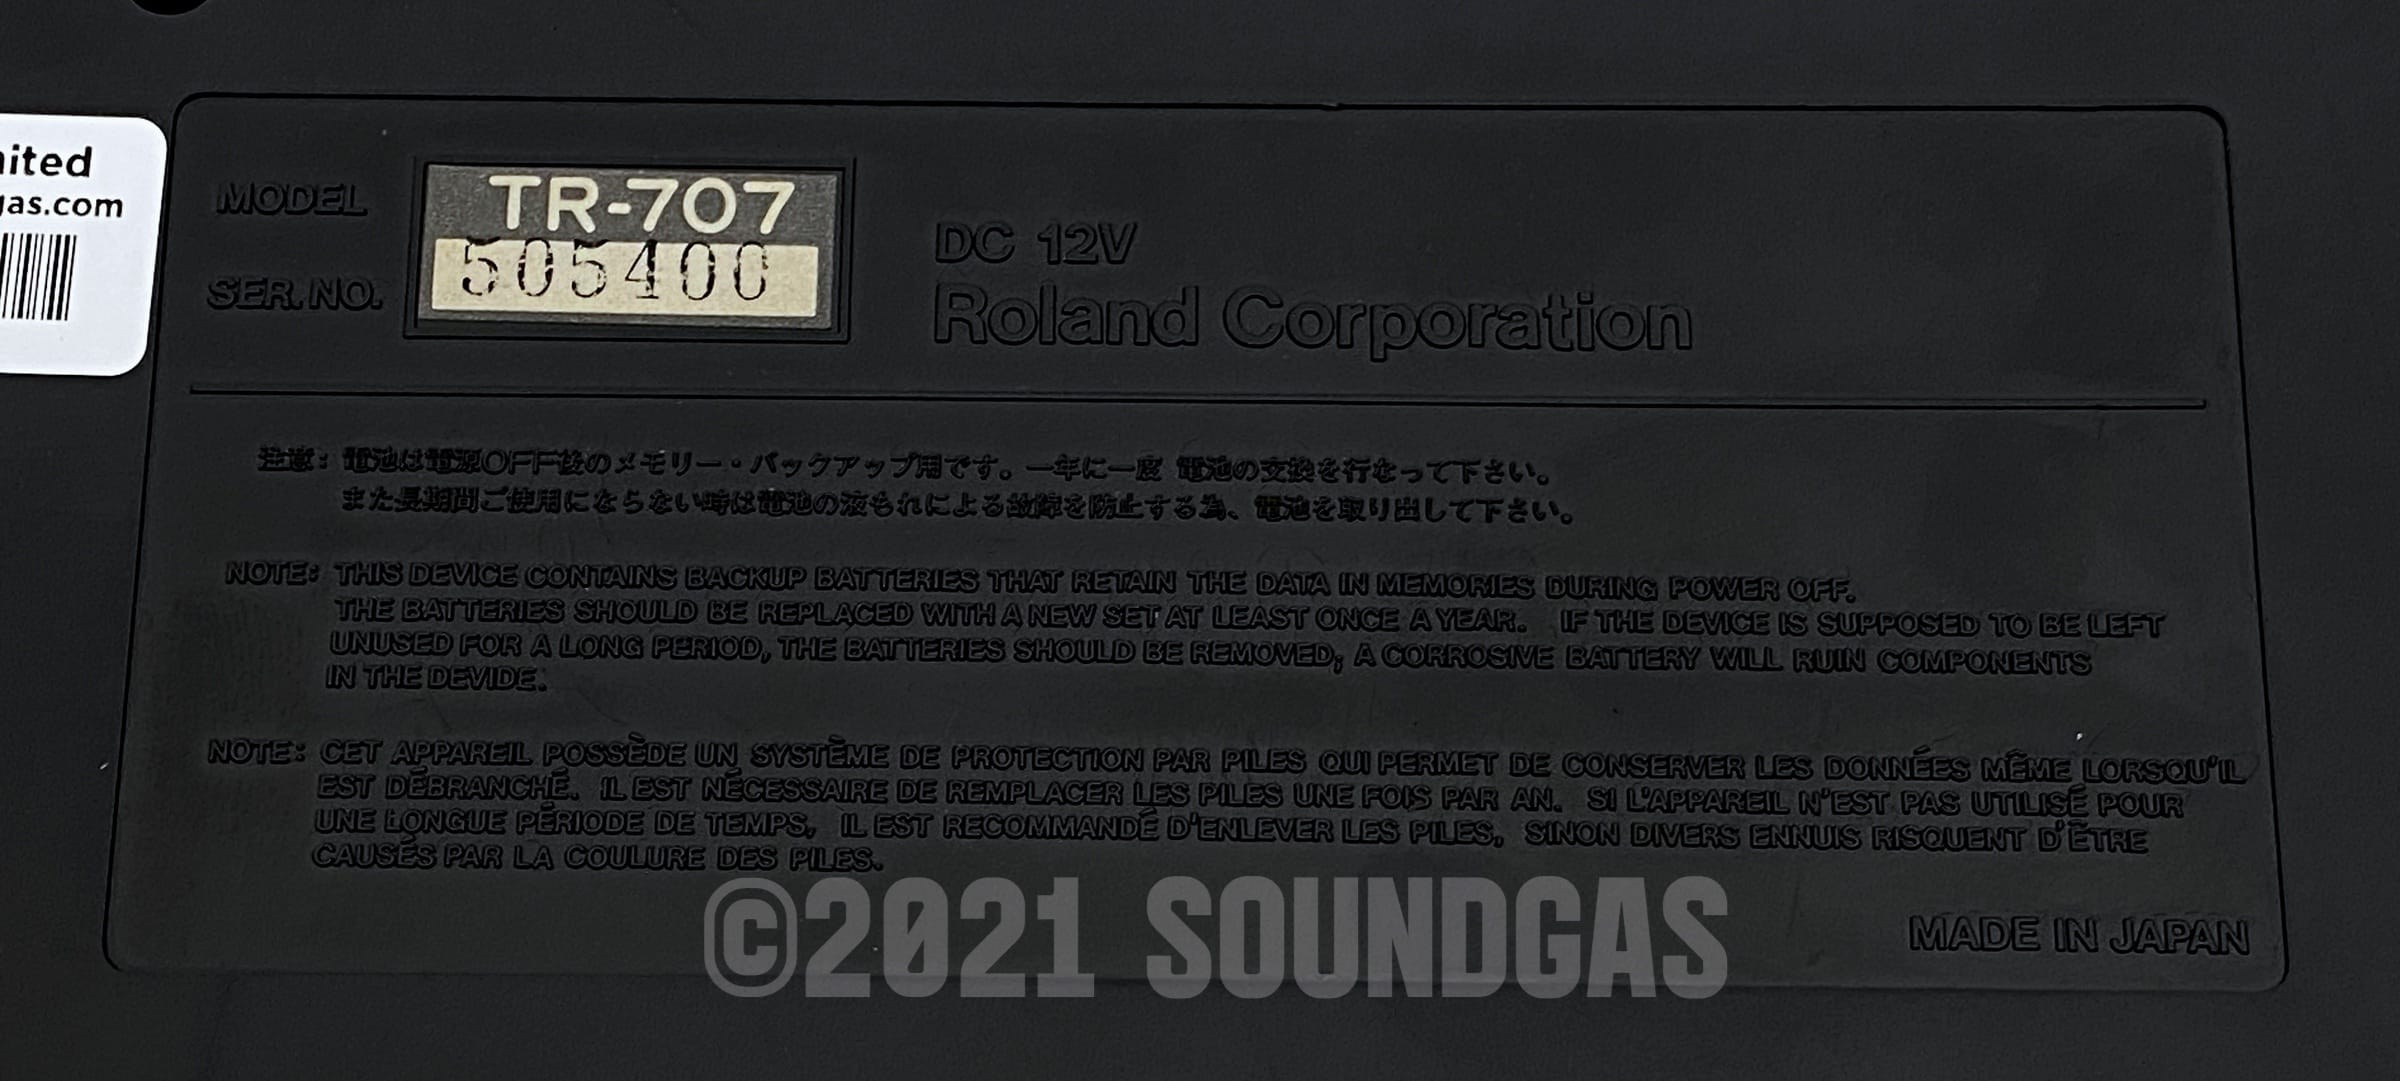 ited
as.com
MODEL TR-707
SER.NO. 505400
DC 12V
Roland Corporation
注意：電池は電源OFF後のメモリー・バックアップ用です。一年に一度 電池の交換を行なって下さい。
また長期間ご使用にならない時は電池の液もれによる故障を防止する為、電池を取り出して下さい。
NOTE: THIS DEVICE CONTAINS BACKUP BATTERIES THAT RETAIN THE DATA IN MEMORIES DURING POWER OFF.
THE BATTERIES SHOULD BE REPLACED WITH A NEW SET AT LEAST ONCE A YEAR. IF THE DEVICE IS SUPPOSED TO BE LEFT
UNUSED FOR A LONG PERIOD, THE BATTERIES SHOULD BE REMOVED; A CORROSIVE BATTERY WILL RUIN COMPONENTS
IN THE DEVIDE.
NOTE: CET APPAREIL POSSÈDE UN SYSTÈME DE PROTECTION PAR PILES QUI PERMET DE CONSERVER LES DONNÉES MÊME LORSQU'IL
EST DÉBRANCHÉ. IL EST NÉCESSAIRE DE REMPLACER LES PILES UNE FOIS PAR AN. SI L'APPAREIL N'EST PAS UTILISÉ POUR
UNE LONGUE PÉRIODE DE TEMPS, IL EST RECOMMANDÉ D'ENLEVER LES PILES, SINON DIVERS ENNUIS RISQUENT D'ÊTRE
CAUSÉS PAR LA COULURE DES PILES.
©2021 SOUNDGAS
MADE IN JAPAN